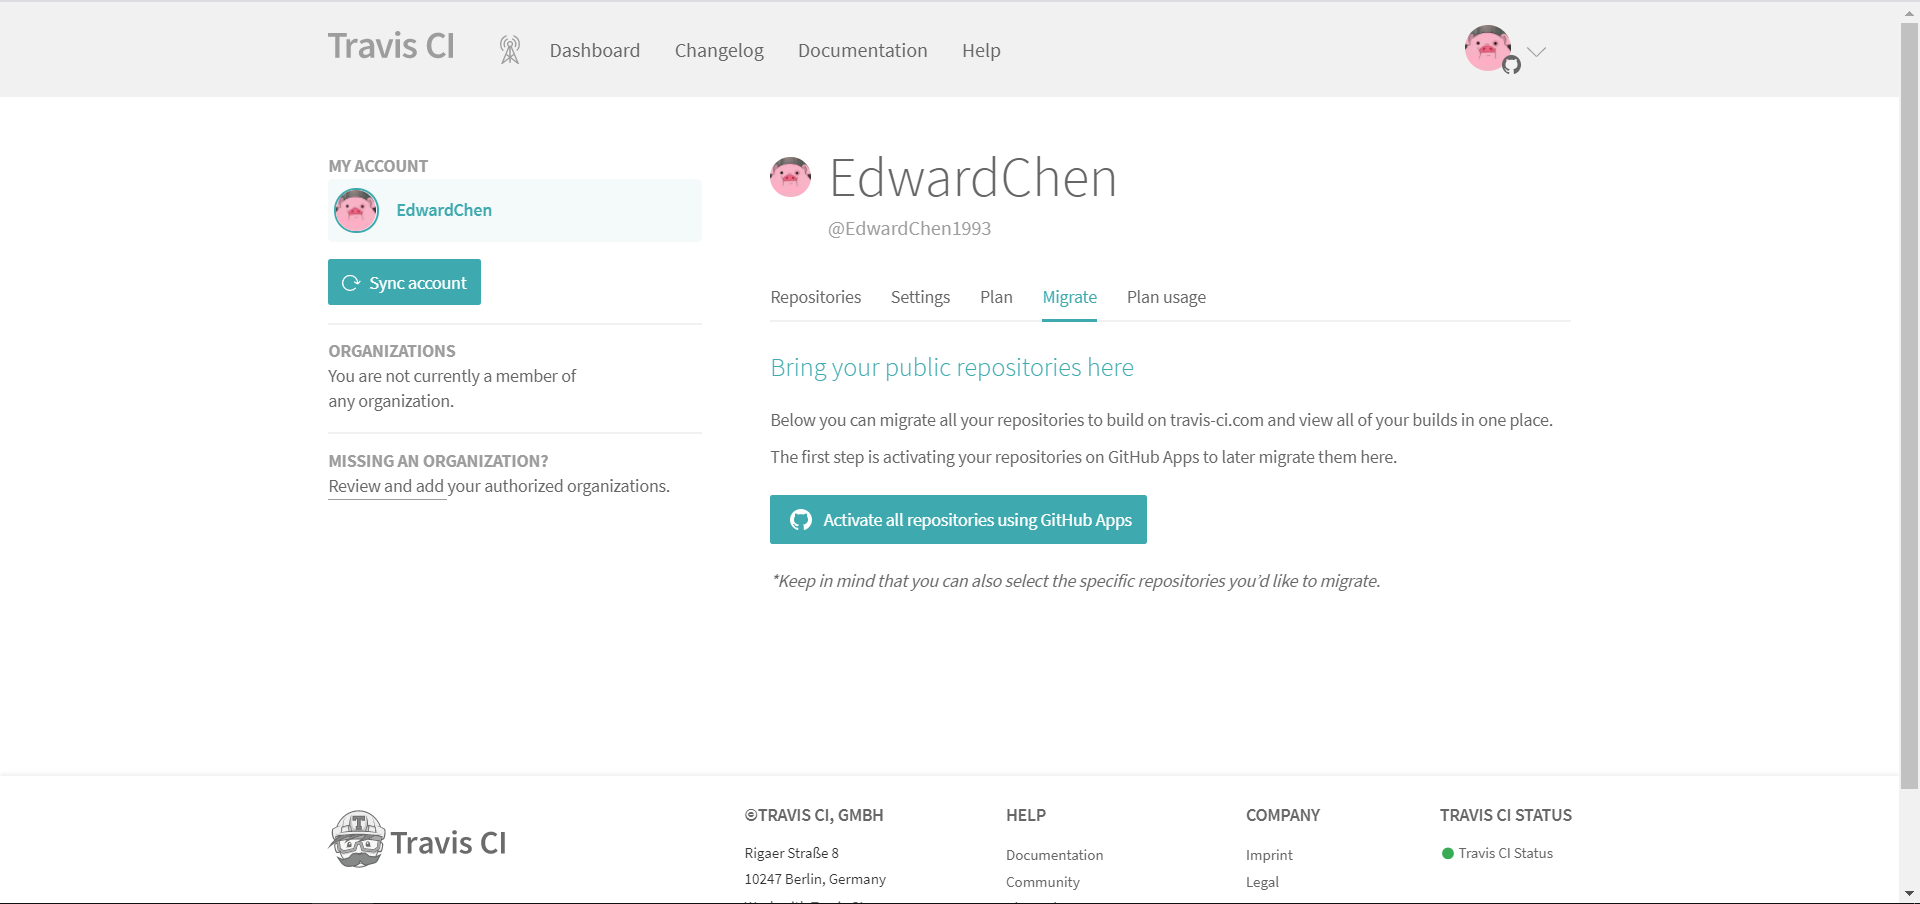 Travis CI
Dashboard
Changelog
Documentation
Help
MY ACCOUNT
EdwardChen
Sync account
ORGANIZATIONS
You are not currently a member of
any organization.
MISSING AN ORGANIZATION?
Review and add your authorized organizations.
EdwardChen
@EdwardChen1993
Repositories
Settings
Plan
Migrate
Plan usage
Bring your public repositories here
Below you can migrate all your repositories to build on travis-ci.com and view all of your builds in one place.
The first step is activating your repositories on GitHub Apps to later migrate them here.
Activate all repositories using GitHub Apps
*Keep in mind that you can also select the specific repositories you’d like to migrate.
Travis CI
©TRAVIS CI, GMBH
Rigaer Straße 8
10247 Berlin, Germany
HELP
Documentation
Community
COMPANY
Imprint
Legal
TRAVIS CI STATUS
Travis CI Status